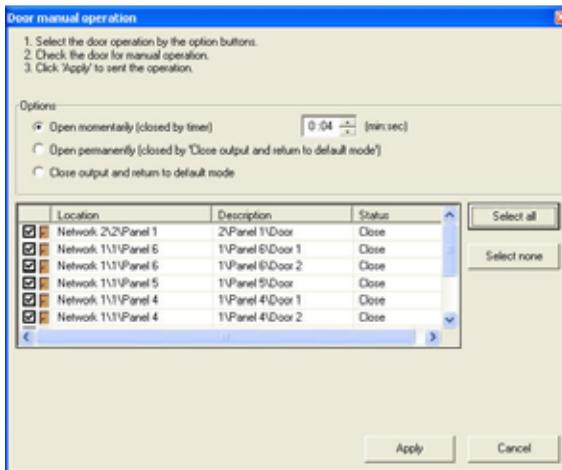 Door manual operation
1. Select the door operation by the option buttons.
2. Check the door for manual operation.
3. Click 'Apply' to sent the operation.
Options
Open momentarily (closed by timer) 0:04 (min:sec)
Open permanently (closed by 'Close output and return to default mode')
Close output and return to default mode
Location Description Status Select all
Network 2\2\Panel 1 2\Panel 1\Door Close
Network 1\1\Panel 6 1\Panel 6\Door 1 Close
Network 1\1\Panel 6 1\Panel 6\Door 2 Close
Network 1\1\Panel 5 1\Panel 5\Door Close
Network 1\1\Panel 4 1\Panel 4\Door 1 Close
Network 1\1\Panel 4 1\Panel 4\Door 2 Close
Select none
Apply Cancel